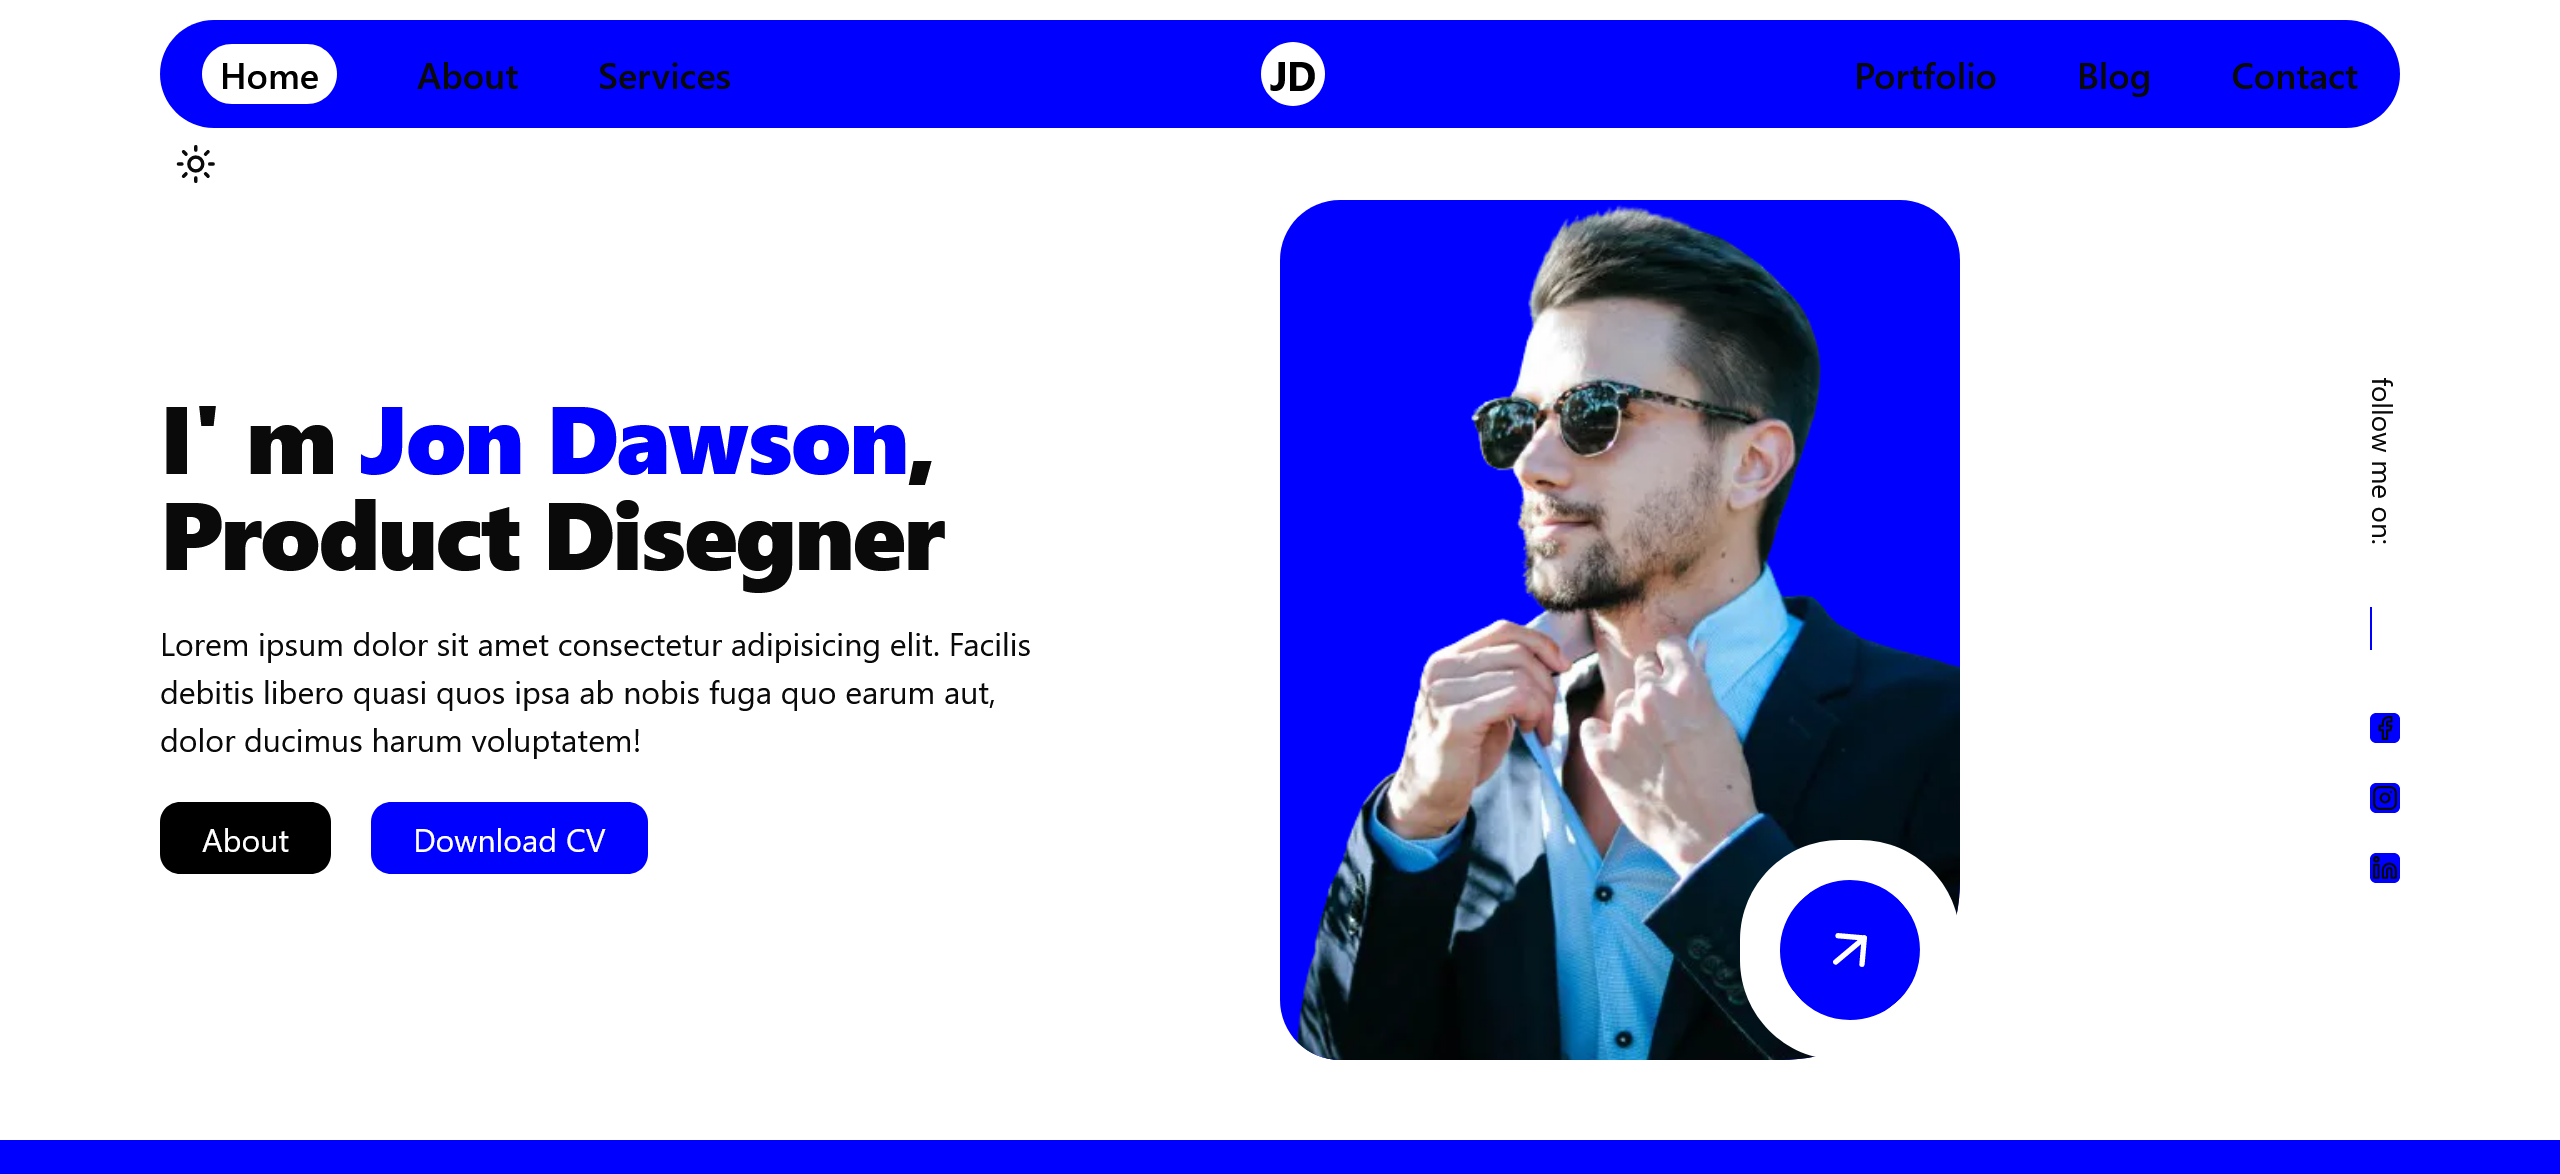 Home About Services JD Portfolio Blog Contact
I' m Jon Dawson,
Product Disegner
Lorem ipsum dolor sit amet consectetur adipisicing elit. Facilis
debitis libero quasi quos ipsa ab nobis fuga quo earum aut,
dolor ducimus harum voluptatem!
About Download CV
follow me on: